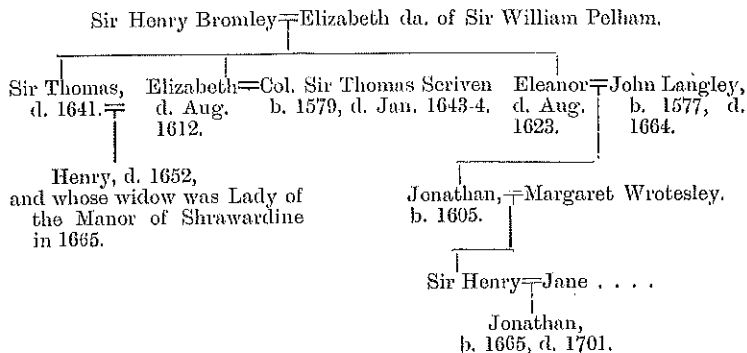 Sir Henry Bromley=Elizabeth da. of Sir William Pelham.
Sir Thomas, d. 1641.=
Elizabeth=Col. Sir Thomas Scriven
d. Aug. 1612.
b. 1579, d. Jan. 1643-4.
Eleanor=John Langley,
d. Aug. 1623.
b. 1577, d. 1664.
Henry, d. 1652,
and whose widow was Lady of
the Manor of Shrawardine
in 1665.
Jonathan,=Margaret Wrotesley.
b. 1605.
Sir Henry=Jane . . . .
Jonathan,
b. 1665, d. 1701.